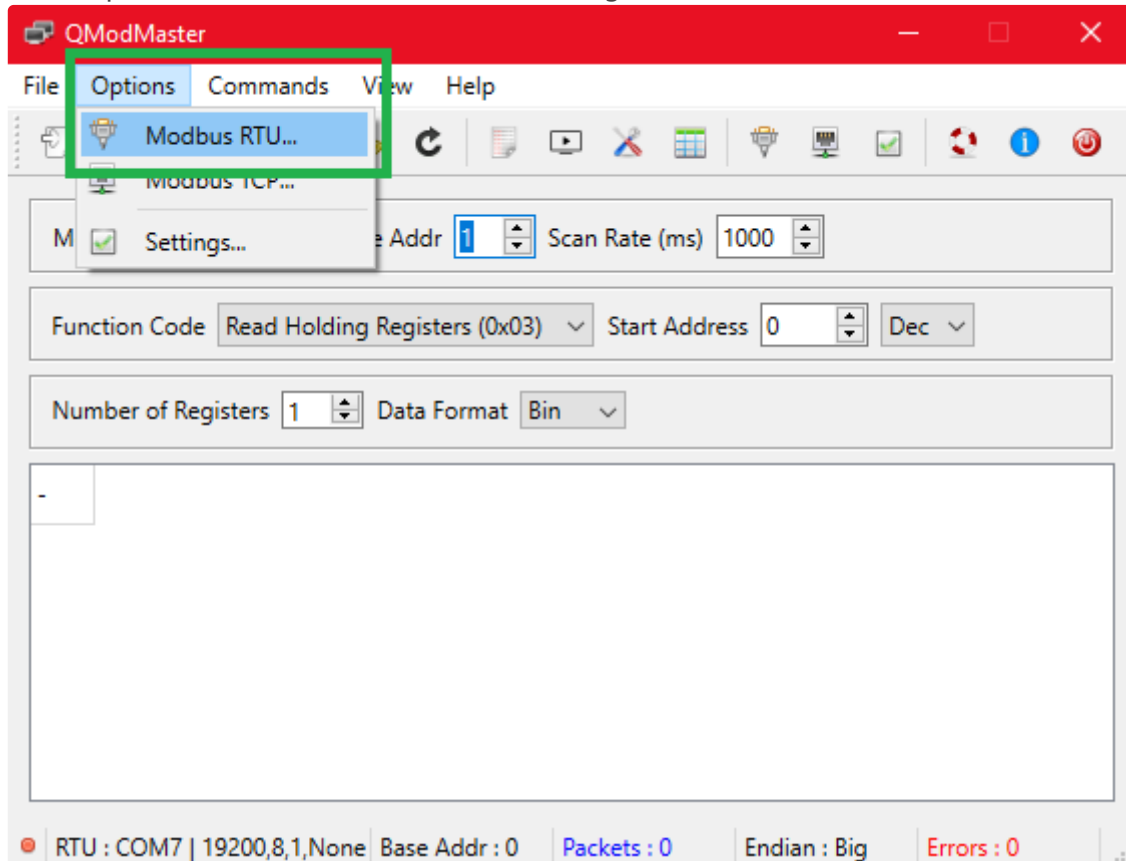 QModMaster
File Options Commands View Help
Modbus RTU...
Modbus TCP...
Settings...
M
e Addr 1 Scan Rate (ms) 1000
Function Code Read Holding Registers (0x03) Start Address 0 Dec
Number of Registers 1 Data Format Bin
-
RTU : COM7 | 19200,8,1,None Base Addr : 0 Packets : 0 Endian : Big Errors : 0